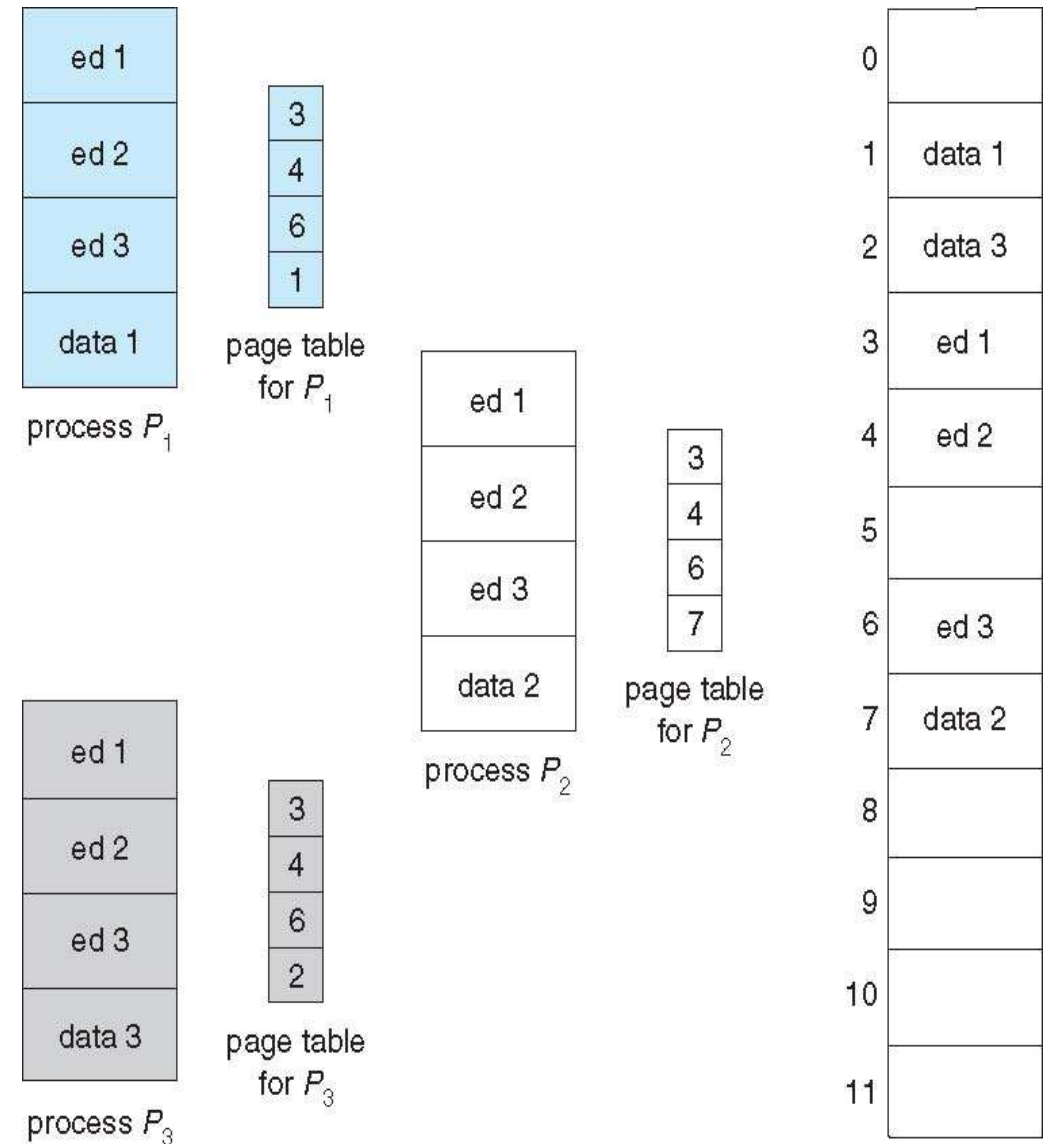 ed 1
ed 2
ed 3
data 1
process P₁
3
4
6
1
page table
for P₁
ed 1
ed 2
ed 3
data 2
process P₂
3
4
6
7
page table
for P₂
ed 1
ed 2
ed 3
data 3
process P₃
3
4
6
2
page table
for P₃
0
1 data 1
2 data 3
3 ed 1
4 ed 2
5
6 ed 3
7 data 2
8
9
10
11